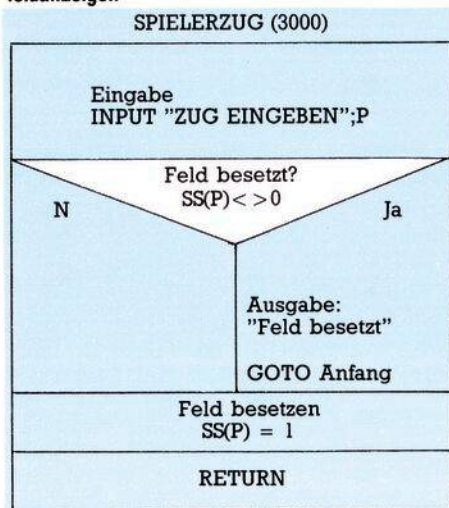 SPIELERZUG (3000)
Eingabe
INPUT "ZUG EINGEBEN";P
Feld besetzt?
SS(P)< >0
N
Ja
Ausgabe:
"Feld besetzt"
GOTO Anfang
Feld besetzen
SS(P) = 1
RETURN